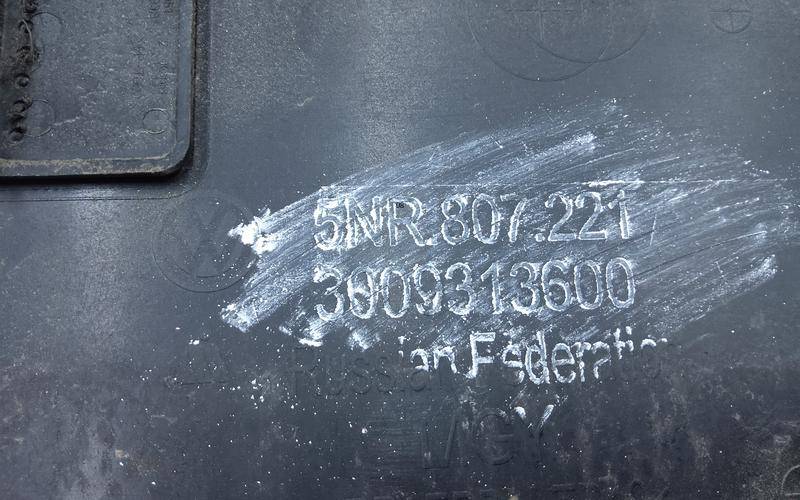 5NR.807.221
3009313600
Russian Federation